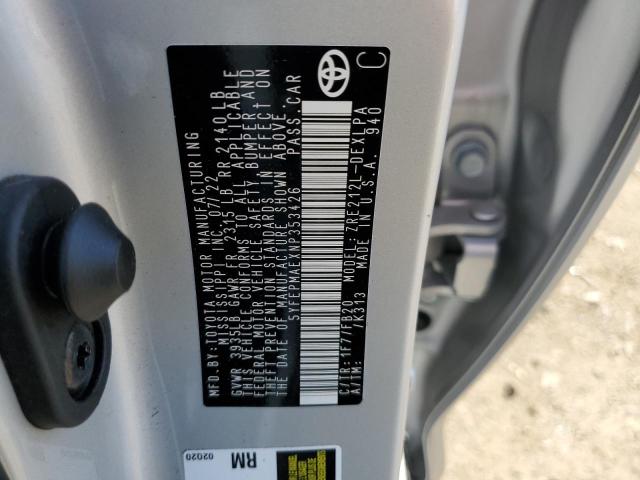 MFD. BY: TOYOTA MOTOR MANUFACTURING
MISSISSIPPI INC. 07/22
GVWR 3935LB GAWR FR 2315 LB RR 2140LB
THIS VEHICLE CONFORMS TO ALL APPLICABLE
FEDERAL MOTOR VEHICLE SAFETY, BUMPER, AND
THEFT PREVENTION STANDARDS IN EFFECT ON
THE DATE OF MANUFACTURE SHOWN ABOVE.
5YFEPMAEXNP353426 PASS. CAR
C/TR: 1F7/FB20 MODEL: ZRE212L-DEXLPA
A/TM: /K313 MADE IN U.S.A. 940
C
RM
02020